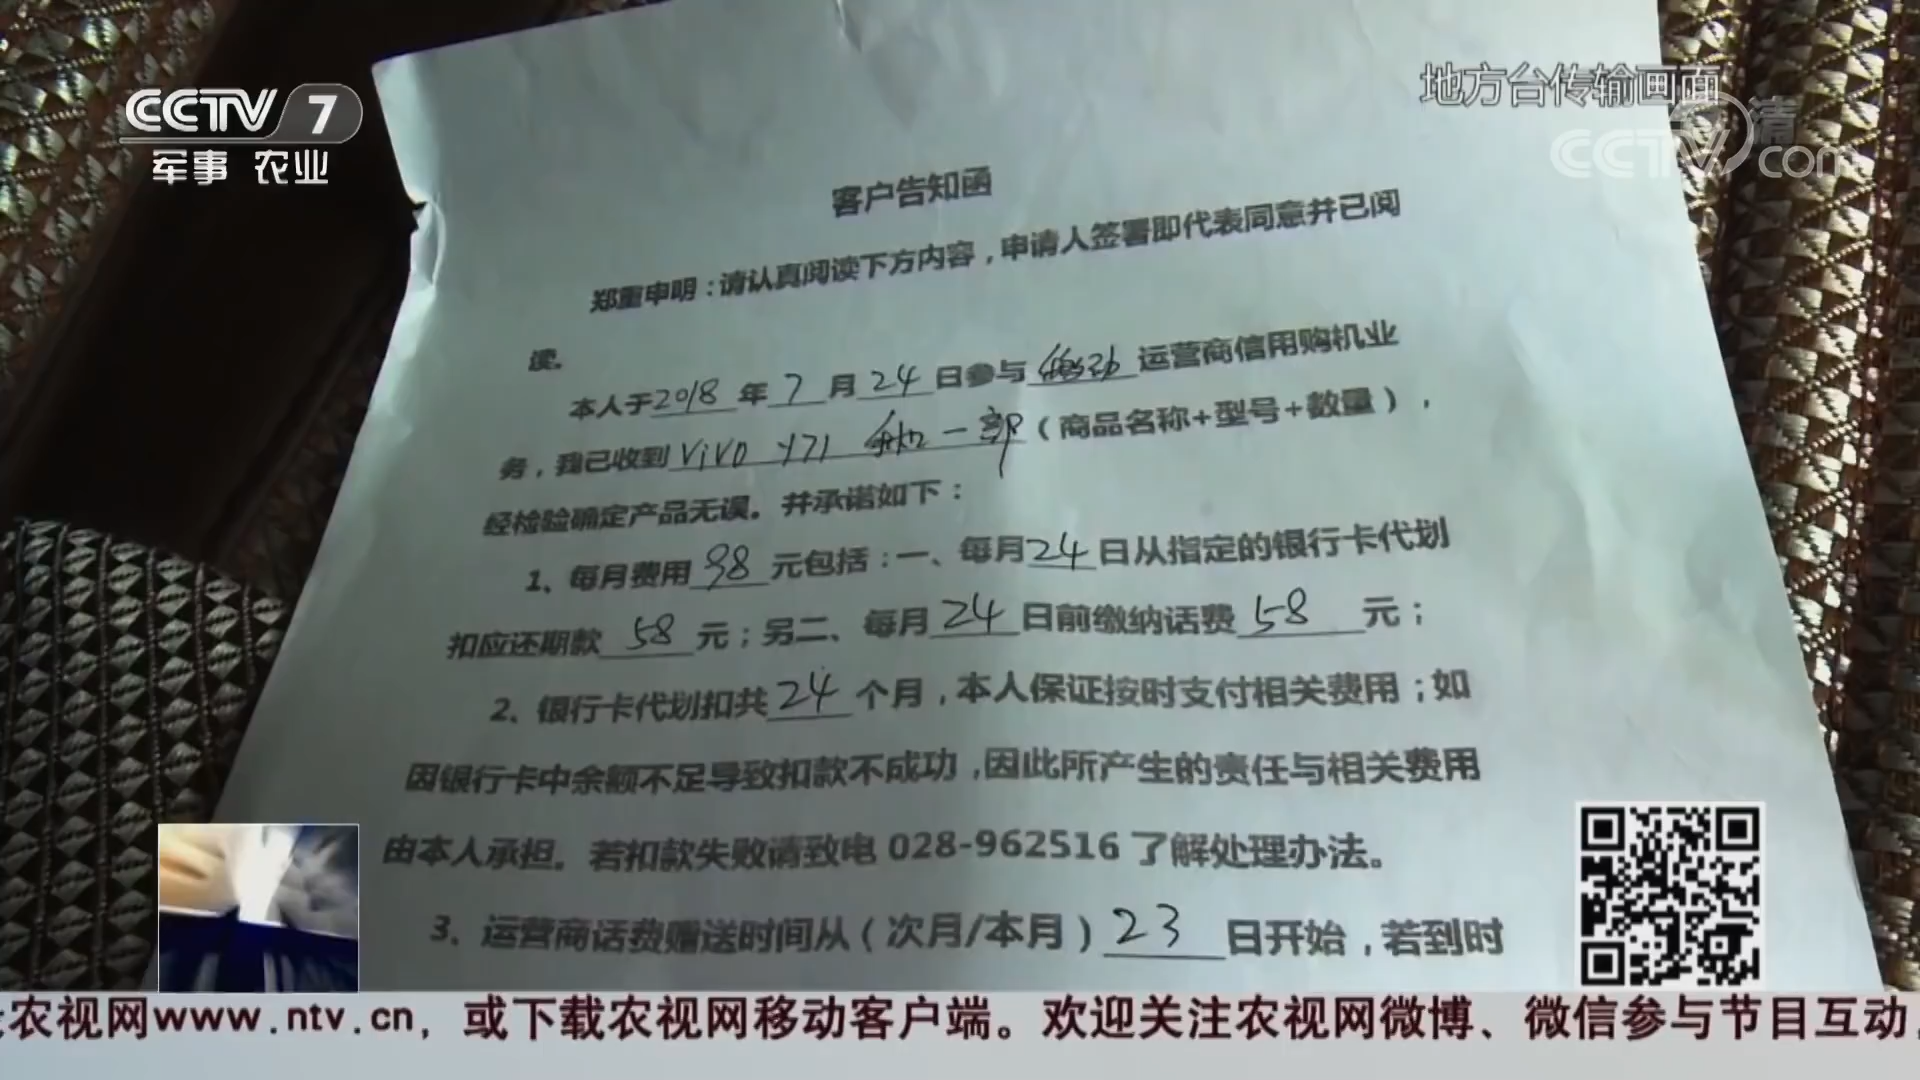 CCTV 7
军事 农业
地方台传输画面
CCTV.com
客户告知函
郑重申明：请认真阅读下方内容，申请人签署即代表同意并已阅
读。
本人于2018年7月24日参与移动运营商信用购机业
务，我已收到VIVO Y71 手机一部（商品名称+型号+数量），
经检验确定产品无误。并承诺如下：
1、每月费用98元包括：一、每月24日从指定的银行卡代划
扣应还期款58元；另二、每月24日前缴纳话费58元；
2、银行卡代划扣共24个月，本人保证按时支付相关费用；如
因银行卡中余额不足导致扣款不成功，因此所产生的责任与相关费用
由本人承担。若扣款失败请致电028-962516了解处理办法。
3、运营商话费赠送时间从（次月/本月）23日开始，若到时
农视网www.ntv.cn，或下载农视网移动客户端。欢迎关注农视网微博、微信参与节目互动